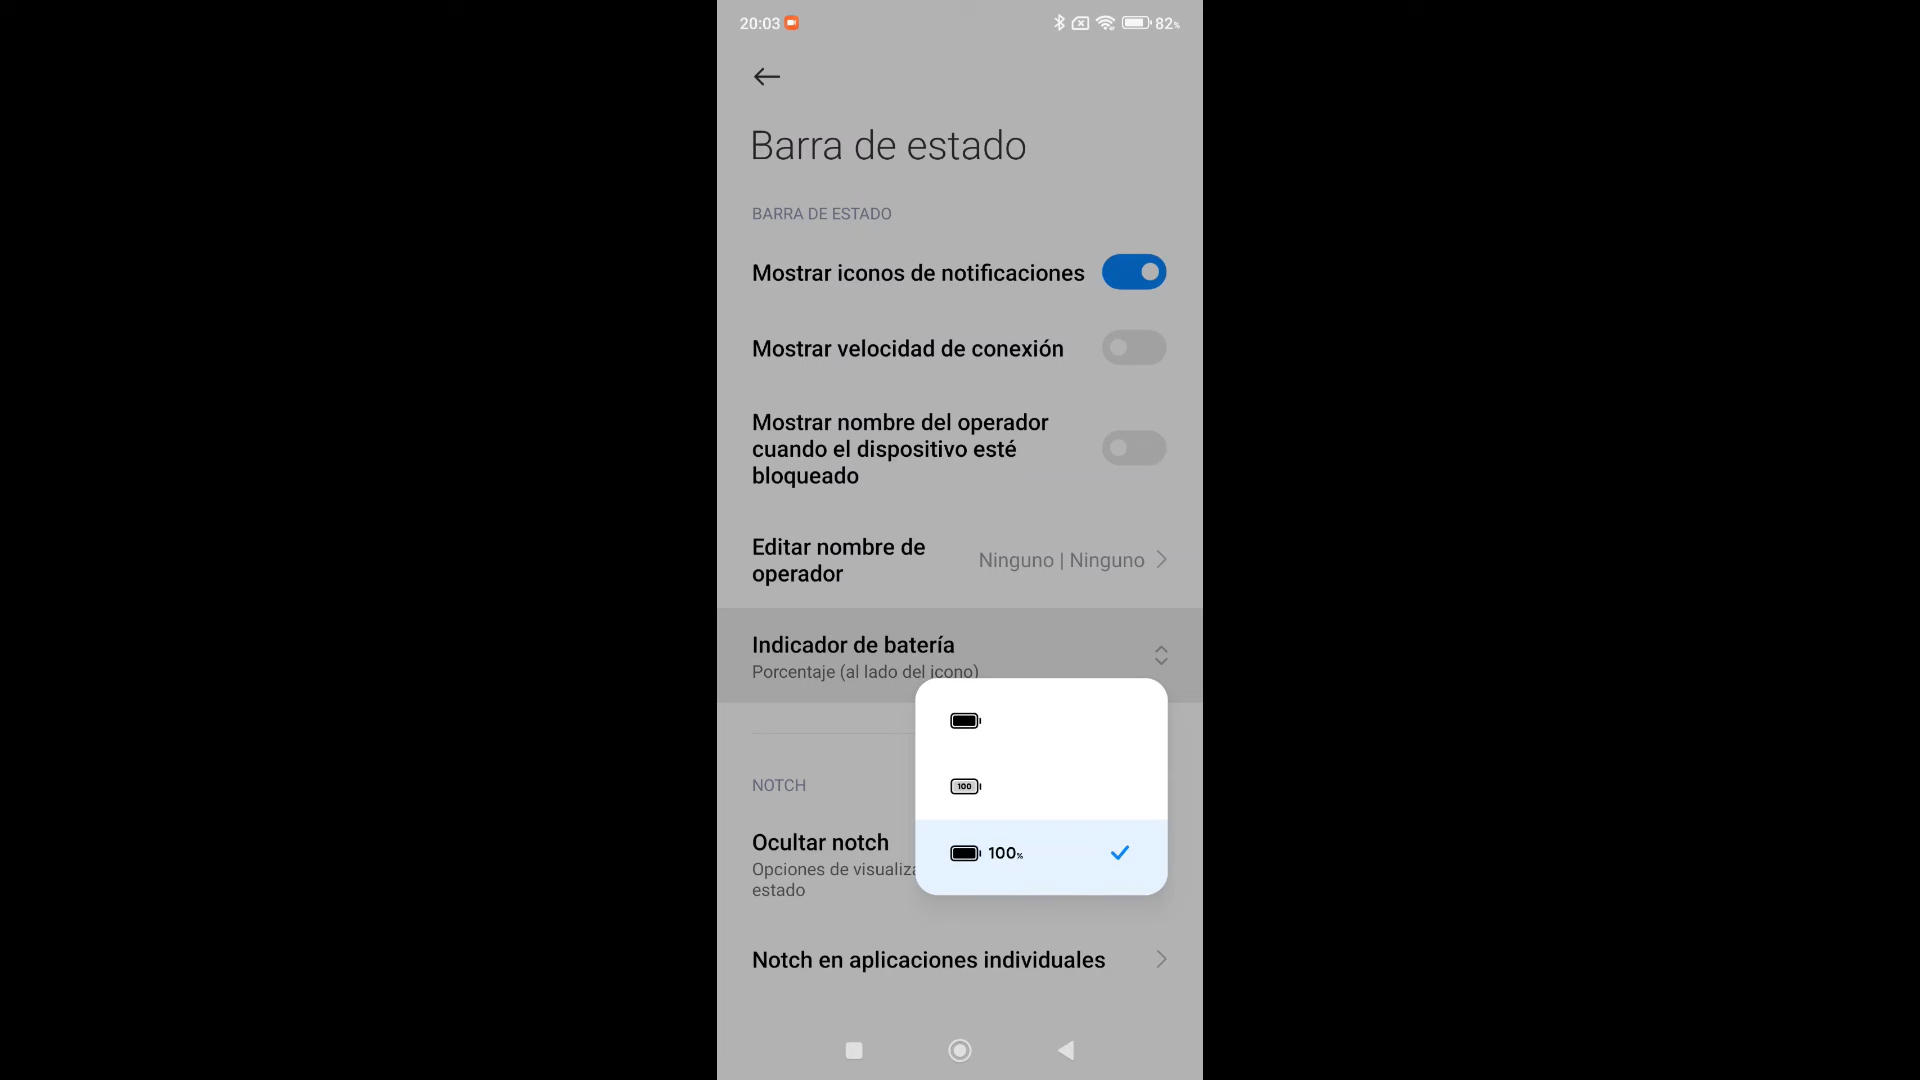 20:03 82%
Barra de estado
BARRA DE ESTADO
Mostrar iconos de notificaciones
Mostrar velocidad de conexión
Mostrar nombre del operador
cuando el dispositivo esté
bloqueado
Editar nombre de
operador
Ninguno | Ninguno
Indicador de batería
Porcentaje (al lado del icono)
100
100%
NOTCH
Ocultar notch
Opciones de visualiza
estado
Notch en aplicaciones individuales